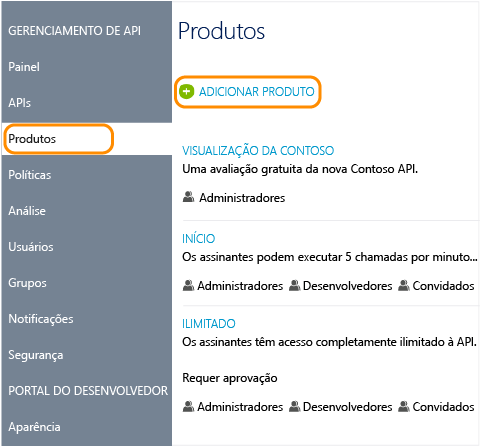 GERENCIAMENTO DE API
Painel
APIs
Produtos
Políticas
Análise
Usuários
Grupos
Notificações
Segurança
PORTAL DO DESENVOLVEDOR
Aparência
Produtos
ADICIONAR PRODUTO
VISUALIZAÇÃO DA CONTOSO
Uma avaliação gratuita da nova Contoso API.
Administradores
INÍCIO
Os assinantes podem executar 5 chamadas por minuto...
Administradores Desenvolvedores Convidados
ILIMITADO
Os assinantes têm acesso completamente ilimitado à API.
Requer aprovação
Administradores Desenvolvedores Convidados